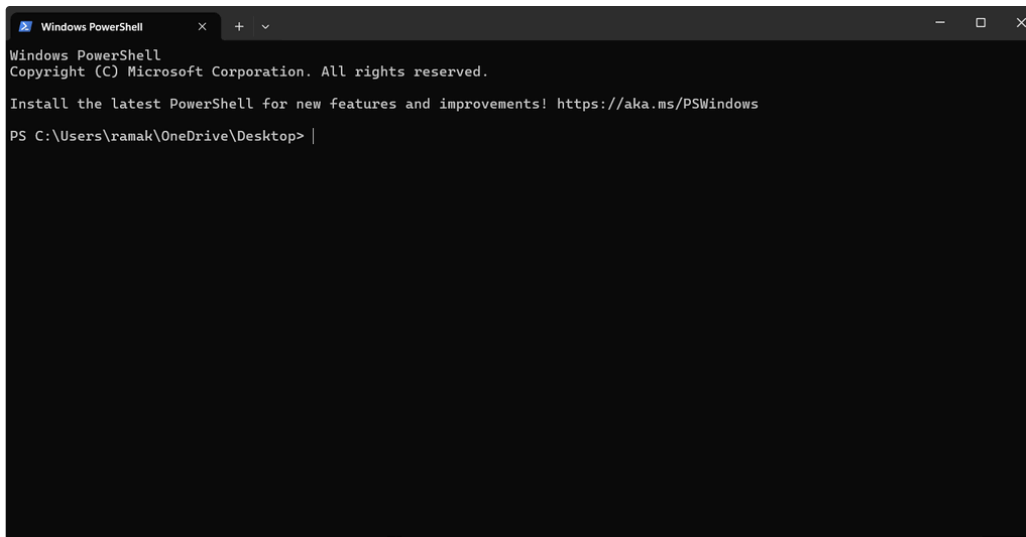 Windows PowerShell
Windows PowerShell
Copyright (C) Microsoft Corporation. All rights reserved.
Install the latest PowerShell for new features and improvements! https://aka.ms/PSWindows
PS C:\Users\ramak\OneDrive\Desktop>